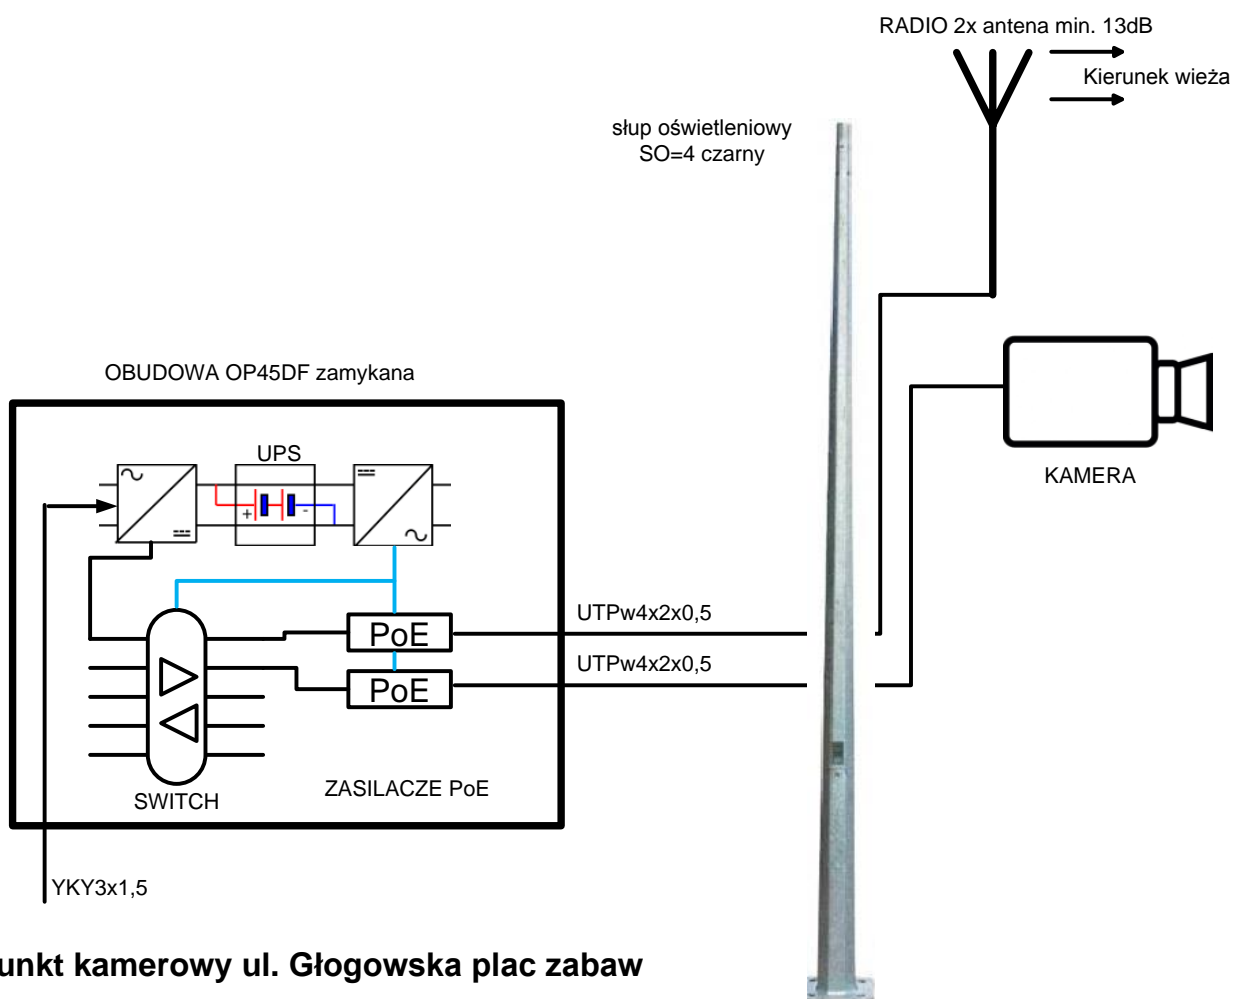 RADIO 2x antena min. 13dB
Kierunek wieża
słup oświetleniowy
SO=4 czarny
OBUDOWA OP45DF zamykana
UPS
+ -
KAMERA
UTPw4x2x0,5
PoE
UTPw4x2x0,5
PoE
ZASILACZE PoE
SWITCH
YKY3x1,5
unkt kamerowy ul. Głogowska plac zabaw